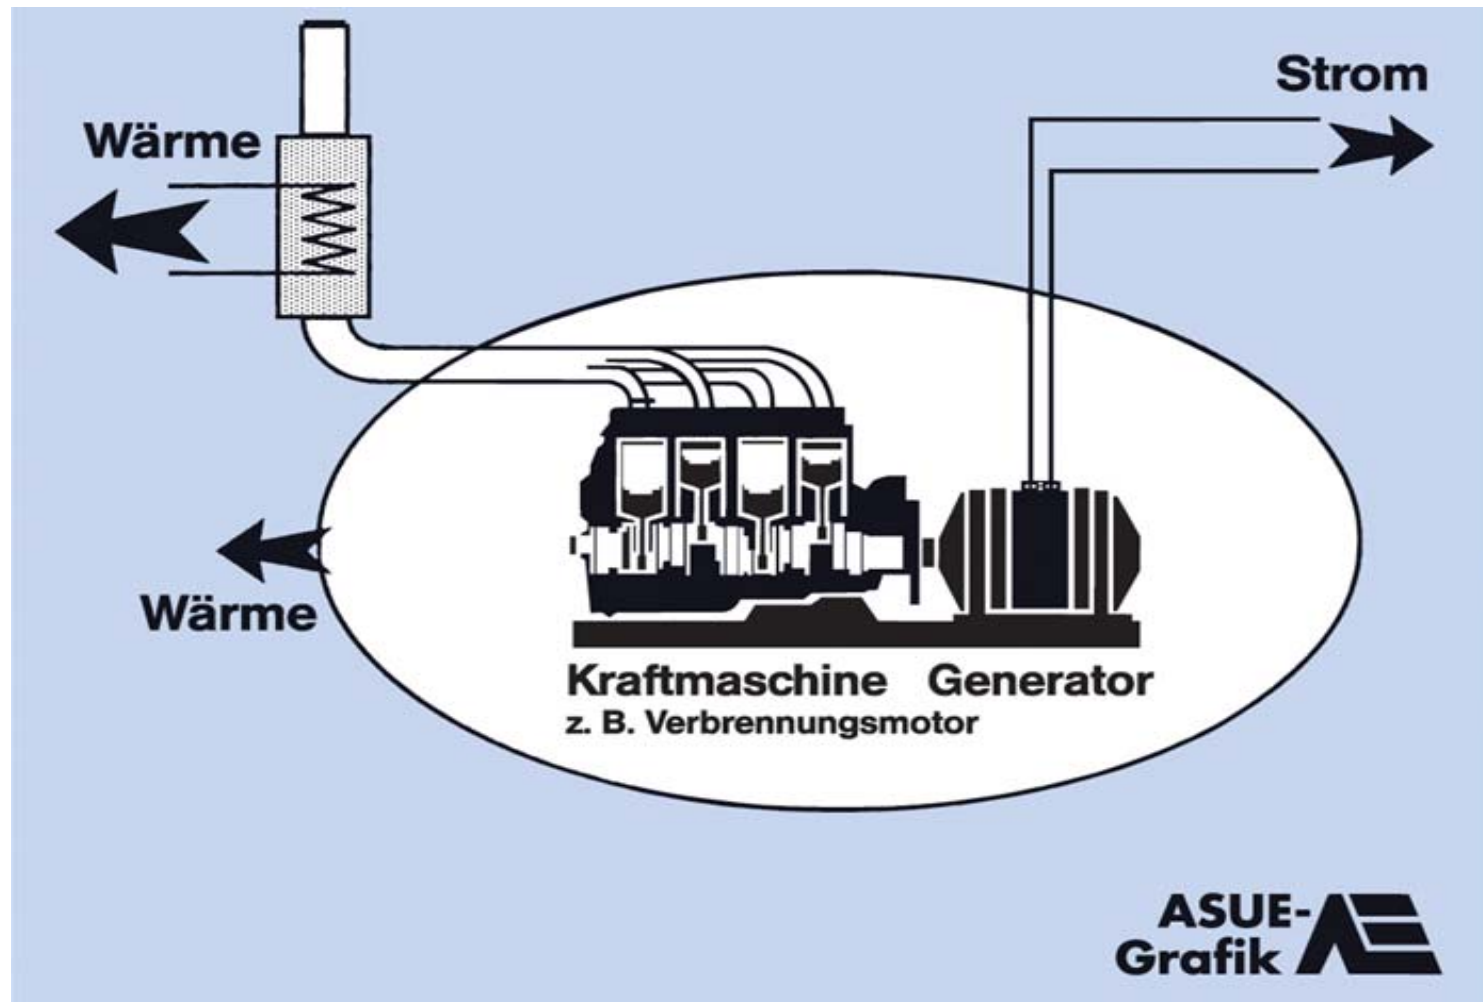 Strom
Wärme
Wärme
Kraftmaschine Generator
z. B. Verbrennungsmotor
ASUE-
Grafik